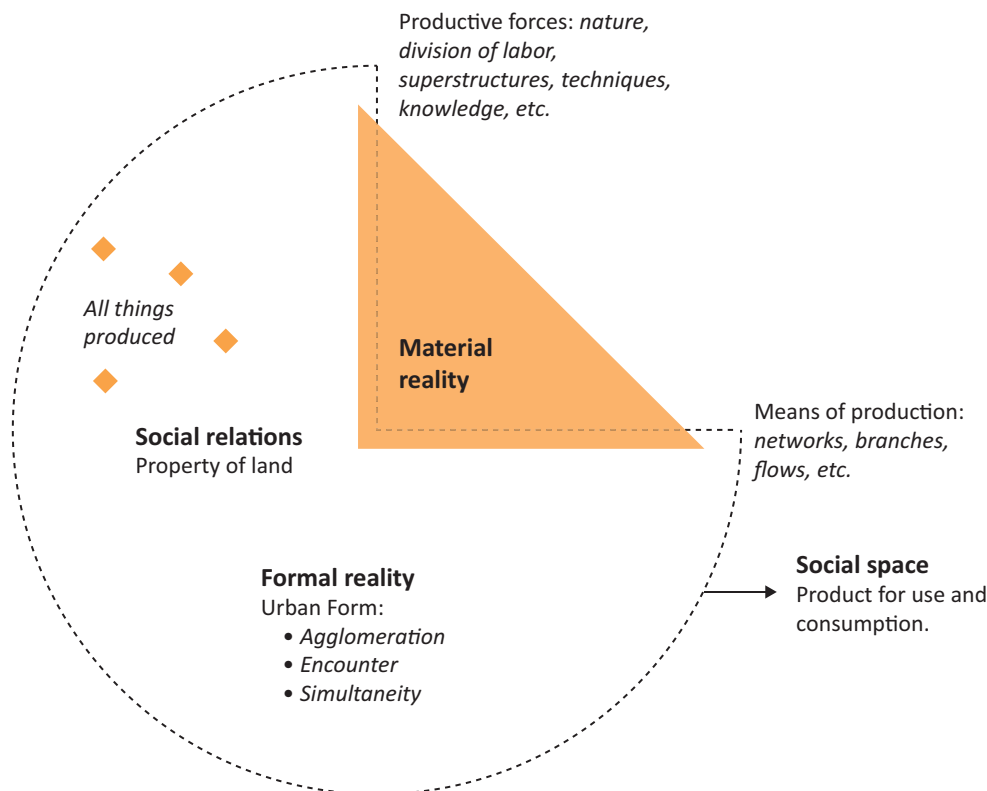 Productive forces: nature,
division of labor,
superstructures, techniques,
knowledge, etc.
All things
produced
Material
reality
Social relations
Property of land
Means of production:
networks, branches,
flows, etc.
Formal reality
Urban Form:
• Agglomeration
• Encounter
• Simultaneity
Social space
Product for use and
consumption.